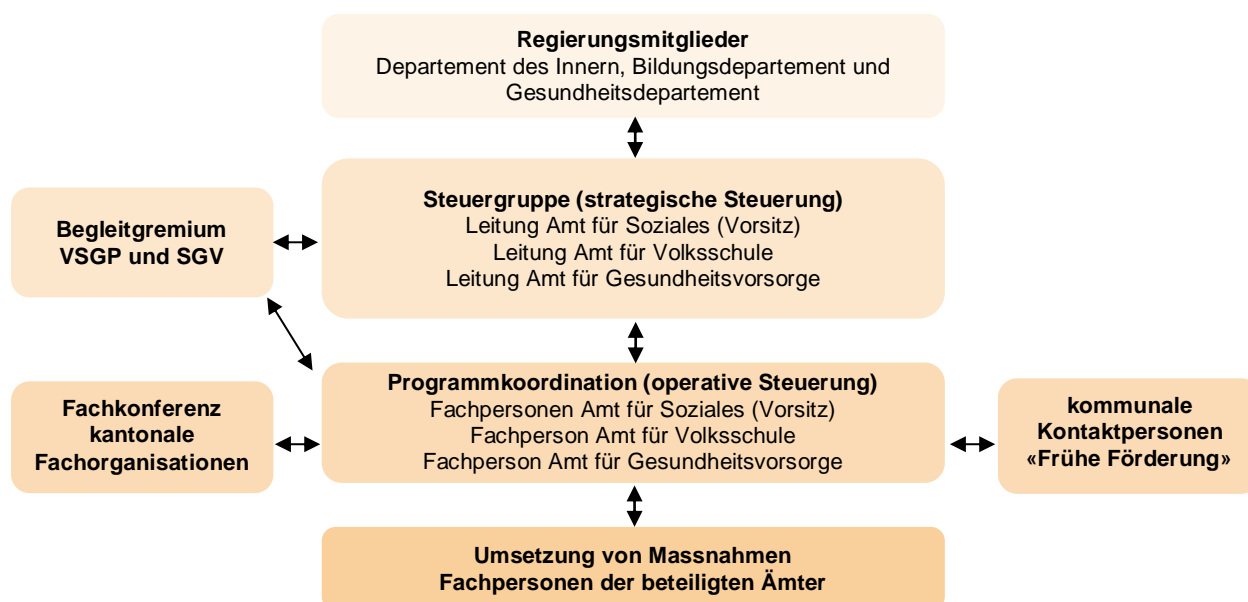 Regierungsmitglieder
Departement des Innern, Bildungsdepartement und
Gesundheitsdepartement
Steuergruppe (strategische Steuerung)
Leitung Amt für Soziales (Vorsitz)
Leitung Amt für Volksschule
Leitung Amt für Gesundheitsvorsorge
Begleitgremium
VSGP und SGV
Programmkoordination (operative Steuerung)
Fachpersonen Amt für Soziales (Vorsitz)
Fachperson Amt für Volksschule
Fachperson Amt für Gesundheitsvorsorge
Fachkonferenz
kantonale
Fachorganisationen
kommunale
Kontaktpersonen
«Frühe Förderung»
Umsetzung von Massnahmen
Fachpersonen der beteiligten Ämter